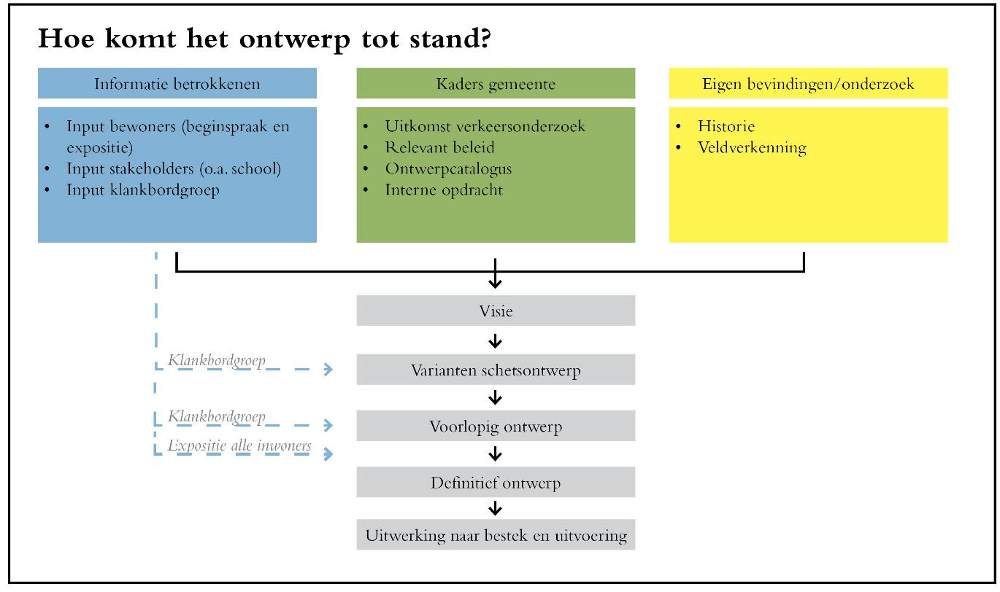 Hoe komt het ontwerp tot stand?
Informatie betrokkenen
• Input bewoners (beginspraak en
expositie)
• Input stakeholders (o.a. school)
• Input klankbordgroep
Kaders gemeente
• Uitkomst verkeersonderzoek
• Relevant beleid
• Ontwerpcatalogus
• Interne opdracht
Eigen bevindingen/onderzoek
• Historie
• Veldverkenning
Visie
Klankbordgroep
Varianten schetsontwerp
Klankbordgroep
Voorlopig ontwerp
Expositie alle inwoners
Definitief ontwerp
Uitwerking naar bestek en uitvoering